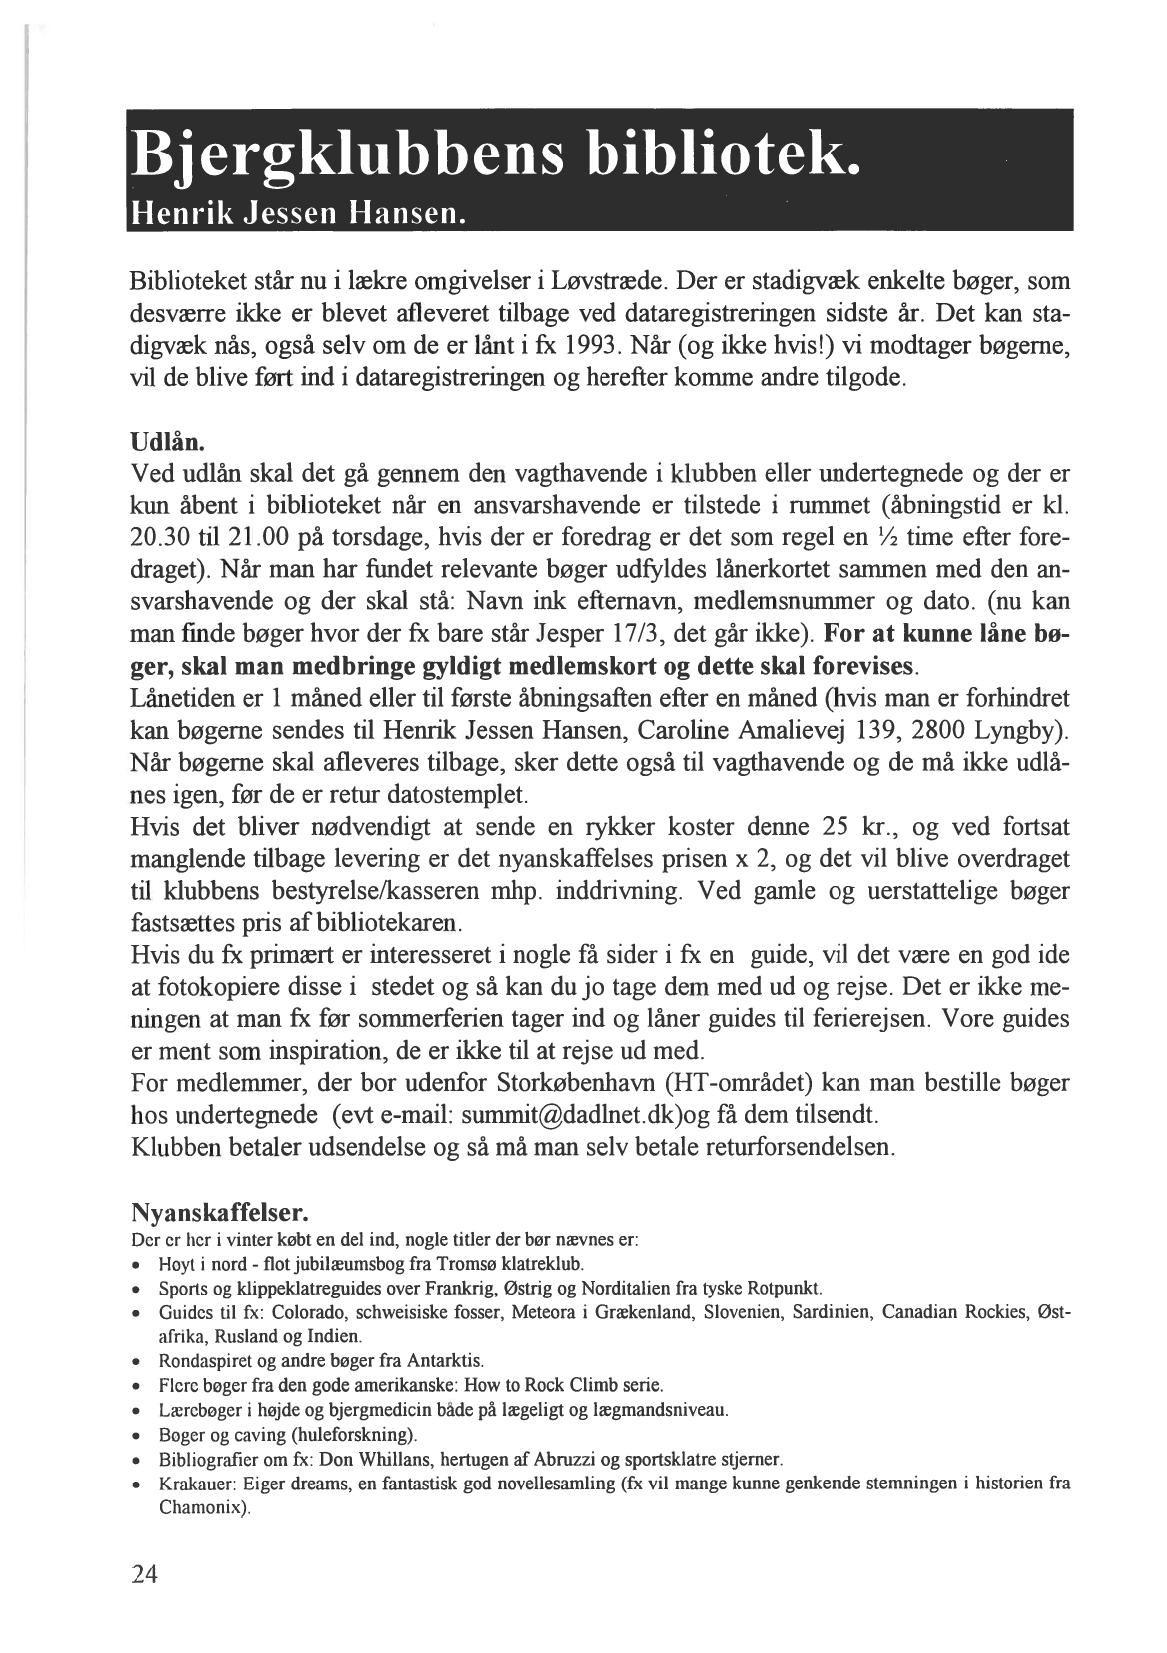 Bjergklubbens bibliotek.
Henrik Jessen Hansen.
Biblioteket står nu i lækre omgivelser i Løvstræde. Der er stadigvæk enkelte bøger, som
desværre ikke er blevet afleveret tilbage ved dataregistreringen sidste år. Det kan sta-
digvæk nås, også selv om de er lånt i fx 1993. Når (og ikke hvis!) vi modtager bøgerne,
vil de blive ført ind i dataregistreringen og herefter komme andre tilgode.
Udlån.
Ved udlån skal det gå gennem den vagthavende i klubben eller undertegnede og der er
kun åbent i biblioteket når en ansvarshavende er tilstede i rummet (åbningstid er kl.
20.30 til 21.00 på torsdage, hvis der er foredrag er det som regel en ½ time efter fore-
draget). Når man har fundet relevante bøger udfyldes lånerkortet sammen med den an-
svarshavende og der skal stå: Navn ink efternavn, medlemsnummer og dato. (nu kan
man finde bøger hvor der fx bare står Jesper 17/3, det går ikke). For at kunne låne bø-
ger, skal man medbringe gyldigt medlemskort og dette skal forevises.
Lånetiden er 1 måned eller til første åbningsaften efter en måned (hvis man er forhindret
kan bøgerne sendes til Henrik Jessen Hansen, Caroline Amalievej 139, 2800 Lyngby).
Når bøgerne skal afleveres tilbage, sker dette også til vagthavende og de må ikke udlå-
nes igen, før de er retur datostemplet.
Hvis det bliver nødvendigt at sende en rykker koster denne 25 kr., og ved fortsat
manglende tilbage levering er det nyanskaffelses prisen x 2, og det vil blive overdraget
til klubbens bestyrelse/kasseren mhp. inddrivning. Ved gamle og uerstattelige bøger
fastsættes pris af bibliotekaren.
Hvis du fx primært er interesseret i nogle få sider i fx en guide, vil det være en god ide
at fotokopiere disse i stedet og så kan du jo tage dem med ud og rejse. Det er ikke me-
ningen at man fx før sommerferien tager ind og låner guides til ferierejsen. Vore guides
er ment som inspiration, de er ikke til at rejse ud med.
For medlemmer, der bor udenfor Storkøbenhavn (HT-området) kan man bestille bøger
hos undertegnede (evt e-mail: summit@dadlnet.dk)og få dem tilsendt.
Klubben betaler udsendelse og så må man selv betale returforsendelsen.
Nyanskaffelser.
Der er her i vinter købt en del ind, nogle titler der bør nævnes er:
• Hoyt i nord - flot jubilæumsbog fra Tromsø klatreklub.
• Sports og klippeklatreguides over Frankrig, Østrig og Norditalien fra tyske Rotpunkt.
• Guides til fx: Colorado, schweisiske fosser, Meteora i Grækenland, Slovenien, Sardinien, Canadian Rockies, Øst-
afrika, Rusland og Indien.
• Rondaspiret og andre bøger fra Antarktis.
• Flere bøger fra den gode amerikanske: How to Rock Climb serie.
• Lærebøger i højde og bjergmedicin både på lægeligt og lægmandsniveau.
• Bøger og caving (huleforskning).
• Bibliografier om fx: Don Whillans, hertugen af Abruzzi og sportsklatre stjerner.
• Krakauer: Eiger dreams, en fantastisk god novellesamling (fx vil mange kunne genkende stemningen i historien fra
Chamonix).
24